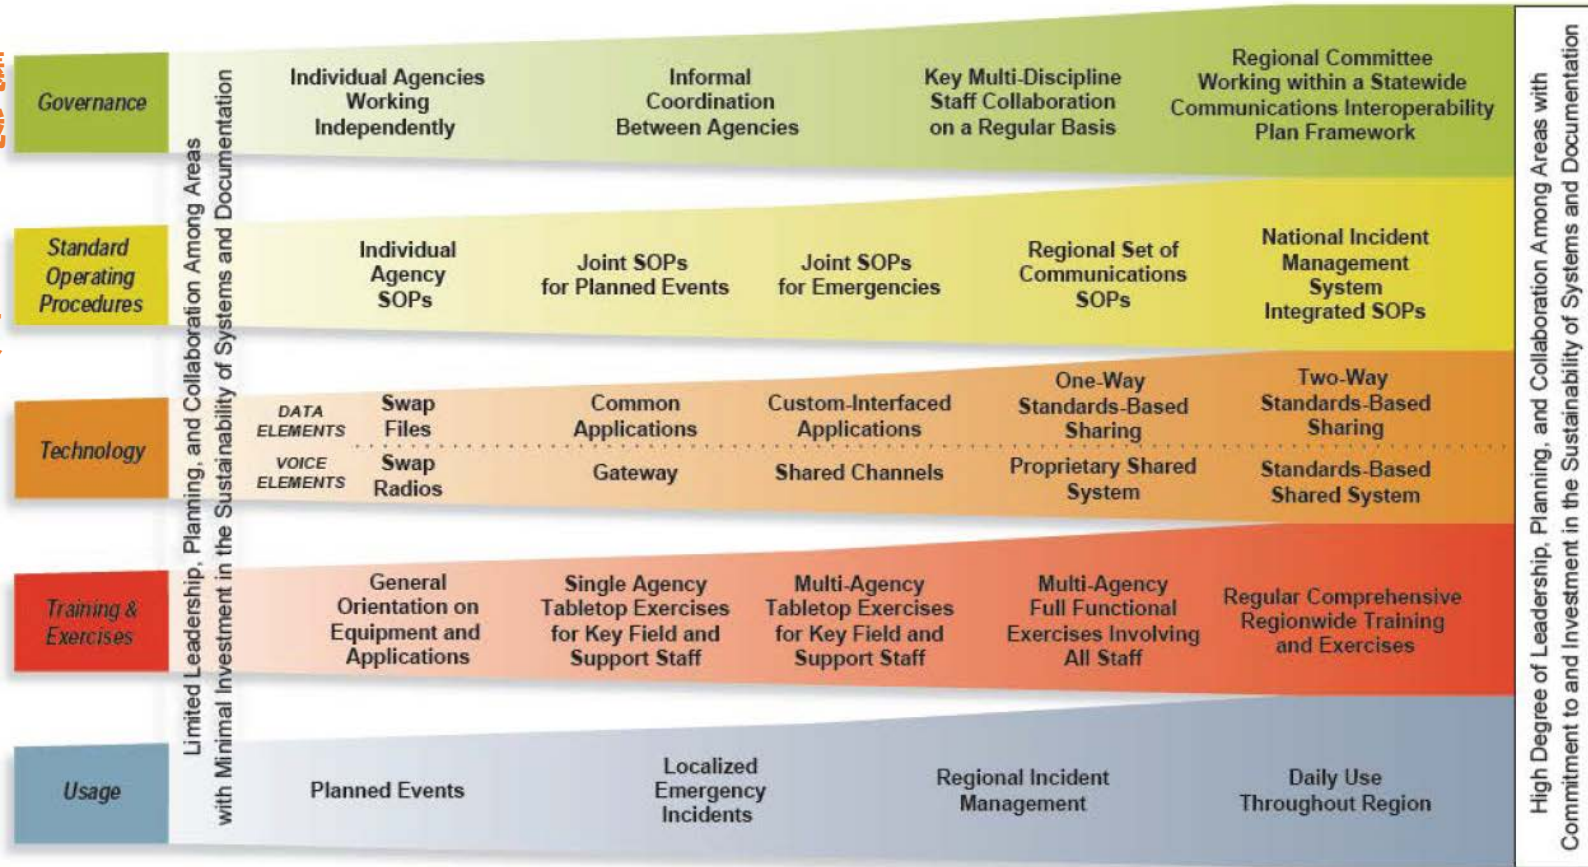 Governance
Individual Agencies
Working
Independently
Informal
Coordination
Between Agencies
Key Multi-Discipline
Staff Collaboration
on a Regular Basis
Regional Committee
Working within a Statewide
Communications Interoperability
Plan Framework
Standard
Operating
Procedures
Individual
Agency
SOPs
Joint SOPs
for Planned Events
Joint SOPs
for Emergencies
Regional Set of
Communications
SOPs
National Incident
Management
System
Integrated SOPs
Technology
DATA
ELEMENTS
Swap
Files
Common
Applications
Custom-Interfaced
Applications
One-Way
Standards-Based
Sharing
Two-Way
Standards-Based
Sharing
VOICE
ELEMENTS
Swap
Radios
Gateway
Shared Channels
Proprietary Shared
System
Standards-Based
Shared System
Training &
Exercises
General
Orientation on
Equipment and
Applications
Single Agency
Tabletop Exercises
for Key Field and
Support Staff
Multi-Agency
Tabletop Exercises
for Key Field and
Support Staff
Multi-Agency
Full Functional
Exercises Involving
All Staff
Regular Comprehensive
Regionwide Training
and Exercises
Usage
Planned Events
Localized
Emergency
Incidents
Regional Incident
Management
Daily Use
Throughout Region
Limited Leadership, Planning, and Collaboration Among Areas
with Minimal Investment in the Sustainability of Systems and Documentation
High Degree of Leadership, Planning, and Collaboration Among Areas with
Commitment to and Investment in the Sustainability of Systems and Documentation